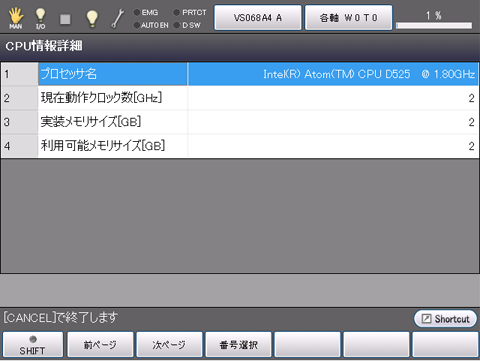 MAN I/O EMG PRTCT AUTO EN D SW VS068A4 A 各軸 W 0 T 0 1 %
CPU情報詳細
1 プロセッサ名 Intel(R) Atom(TM) CPU D525 @ 1.80GHz
2 現在動作クロック数[GHz] 2
3 実装メモリサイズ[GB] 2
4 利用可能メモリサイズ[GB] 2
[CANCEL]で終了します Shortcut
SHIFT 前ページ 次ページ 番号選択